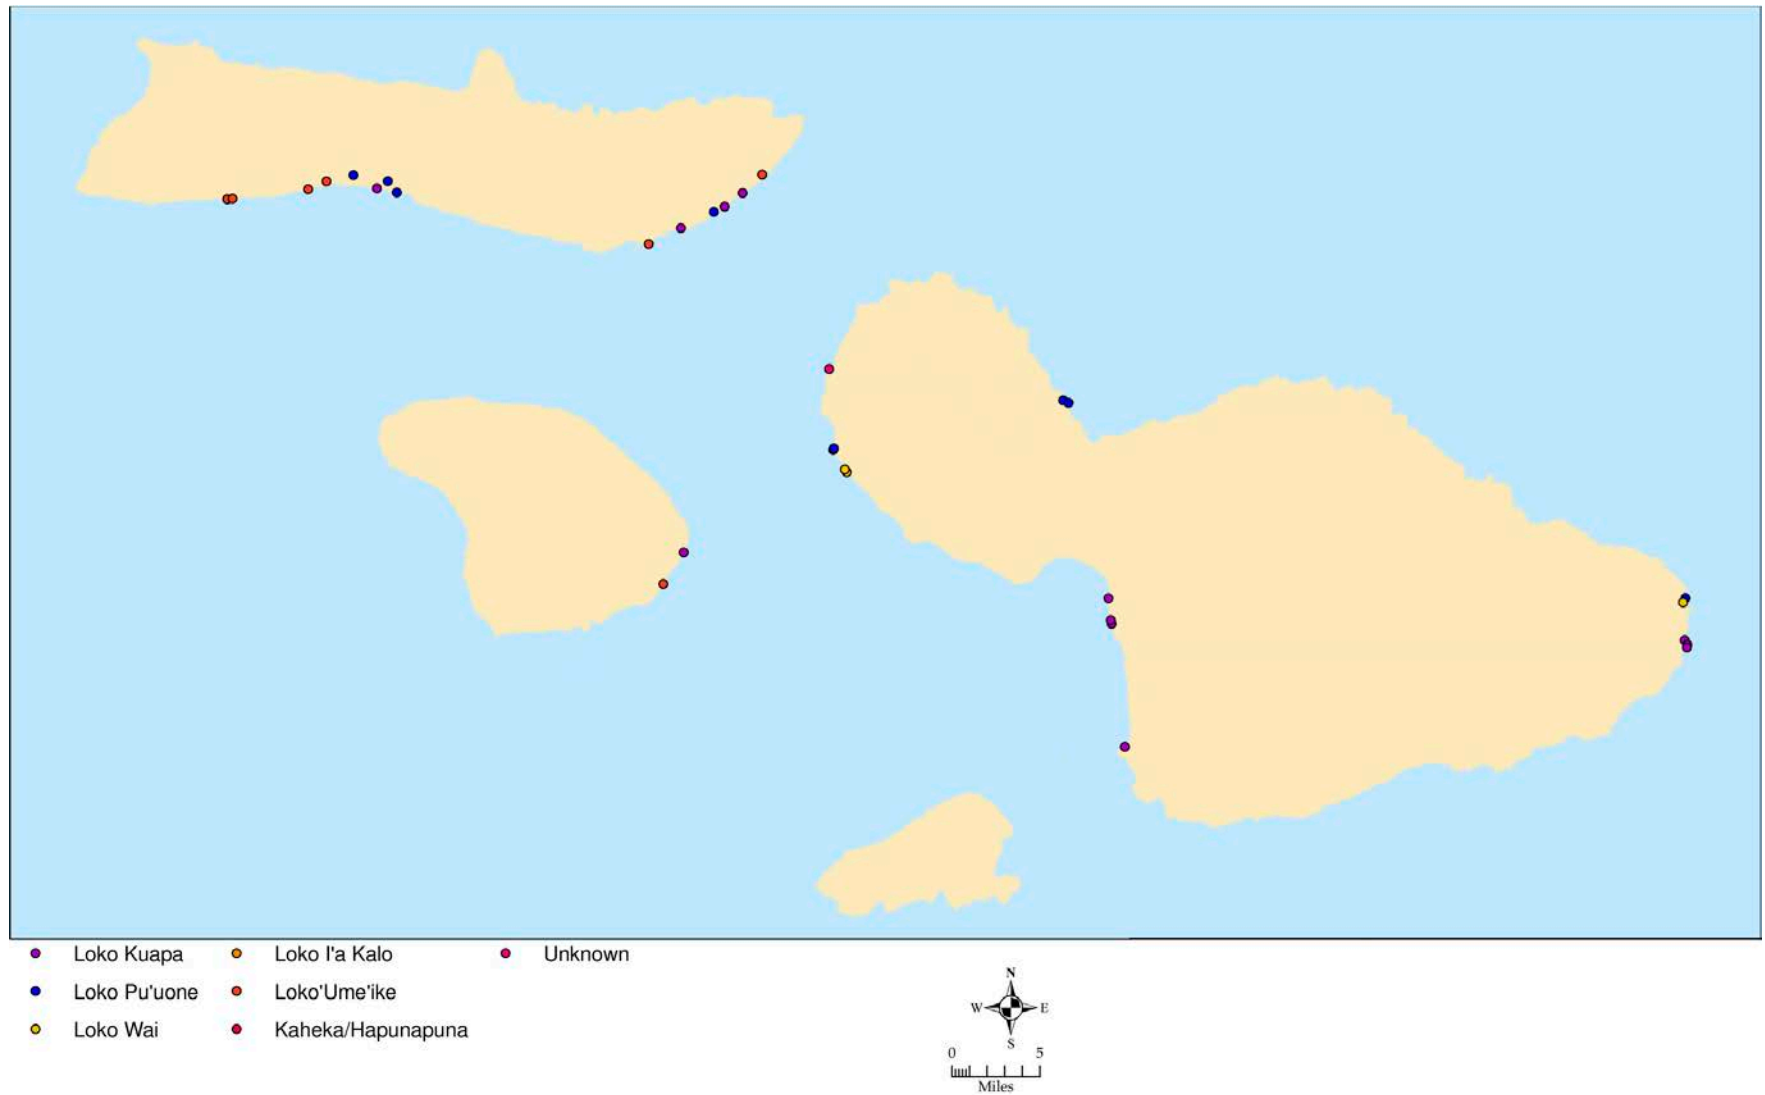 Loko Kuapa
Loko I'a Kalo
Unknown
Loko Pu'uone
Loko'Ume'ike
Loko Wai
Kaheka/Hapunapuna
N
W
E
S
0
5
Miles